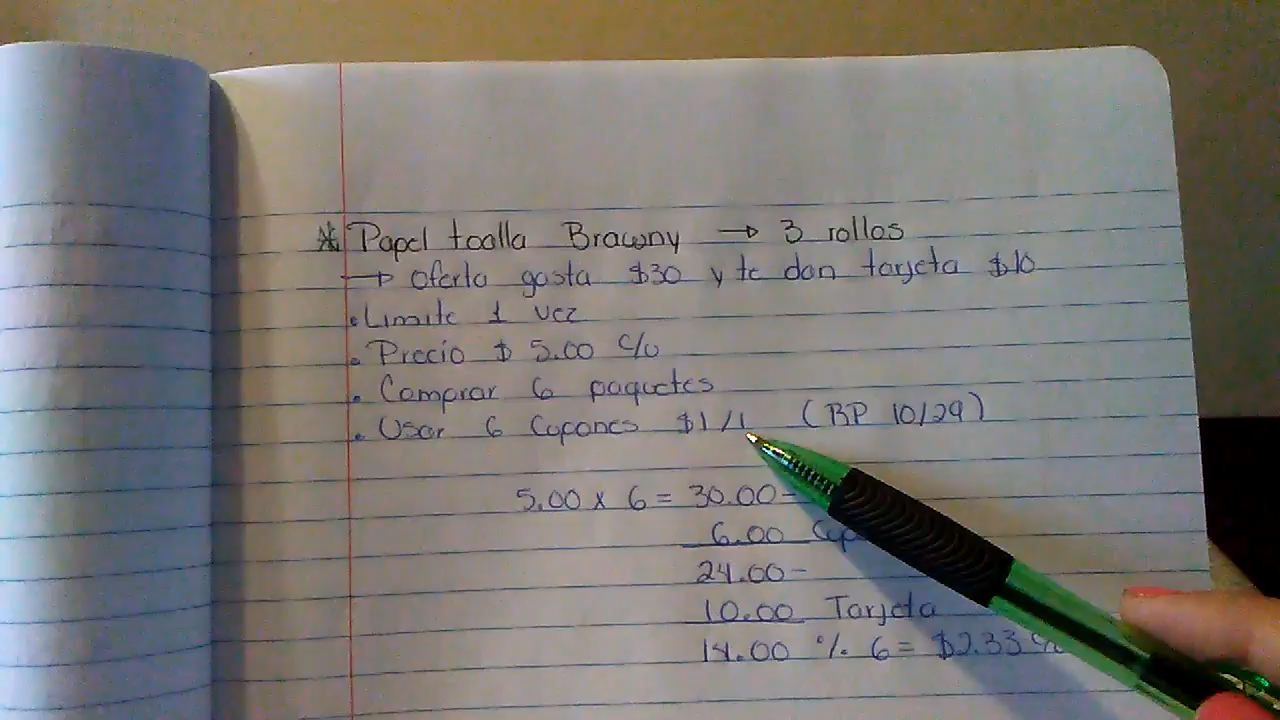 * Papel toalla Brawny → 3 rollos
→ Oferta gasta $30 y te dan tarjeta $10
• Limite 1 vez
• Precio $ 5.00 c/u
• Comprar 6 paquetes
• Usar 6 Cupones $1/1 (RP 10/29)
5.00 x 6 = 30.00-
6.00
24.00-
10.00 Tarjeta
14.00 % 6 = $2.33